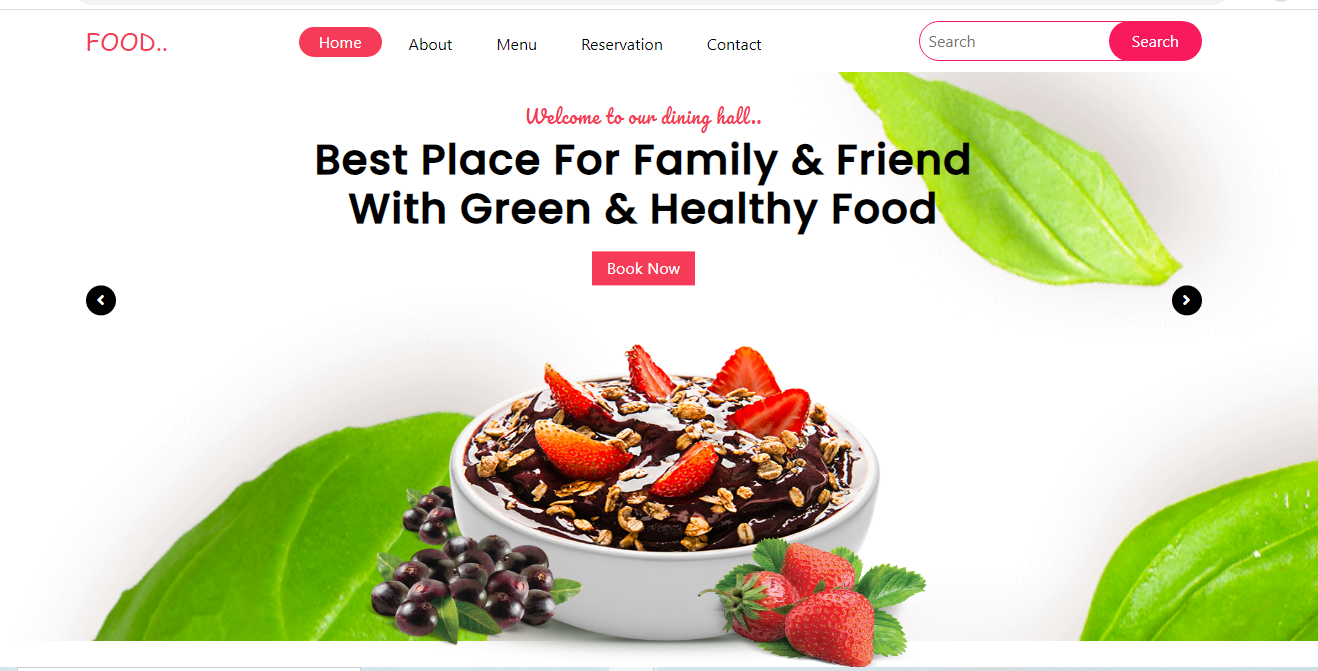 FOOD..
Home
About
Menu
Reservation
Contact
Search
Search
Welcome to our dining hall..
Best Place For Family & Friend
With Green & Healthy Food
Book Now